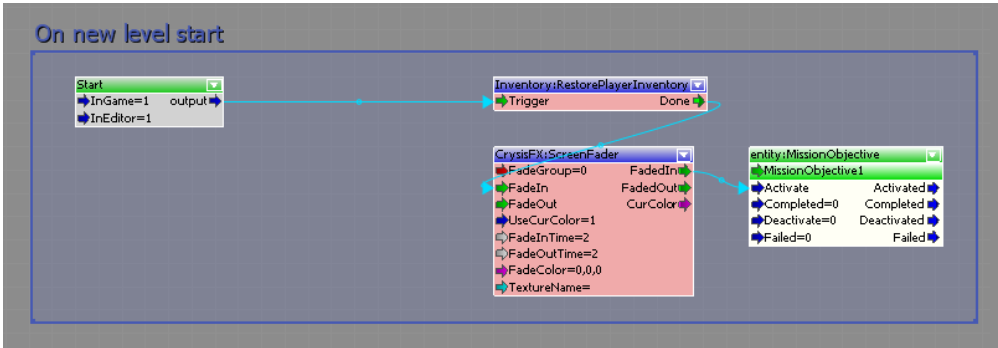 On new level start
Start
InGame=1 output
InEditor=1
Inventory:RestorePlayerInventory
Trigger Done
CrysisFX:ScreenFader
FadeGroup=0 FadedIn
FadeIn FadedOut
FadeOut CurColor
UseCurColor=1
FadeInTime=2
FadeOutTime=2
FadeColor=0,0,0
TextureName=
entity:MissionObjective
MissionObjective1
Activate Activated
Completed=0 Completed
Deactivate=0 Deactivated
Failed=0 Failed